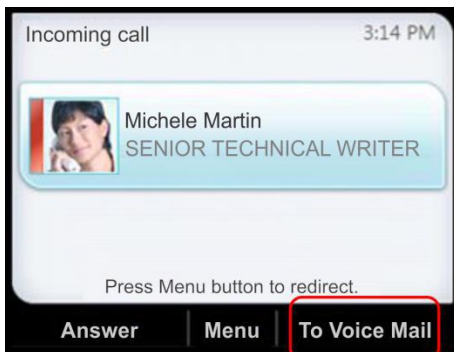 Incoming call 3:14 PM
Michele Martin
SENIOR TECHNICAL WRITER
Press Menu button to redirect.
Answer Menu To Voice Mail